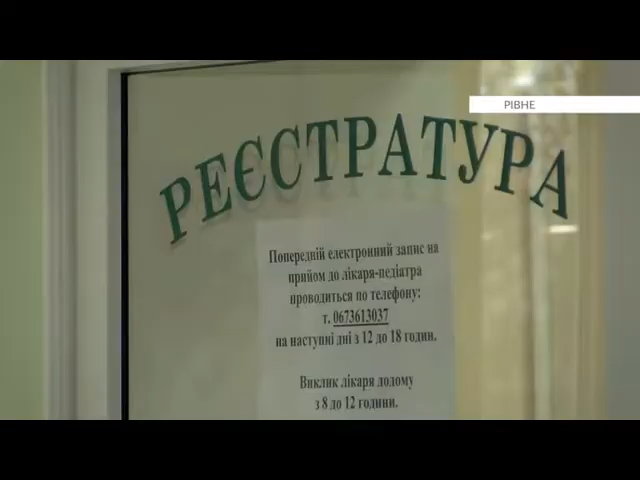 РІВНЕ
РЕЄСТРАТУРА
Попередній електронний запис на
прийом до лікаря-педіатра
проводиться по телефону:
т. 0673613037
на наступні дні з 12 до 18 годин.
Виклик лікаря додому
з 8 до 12 години.